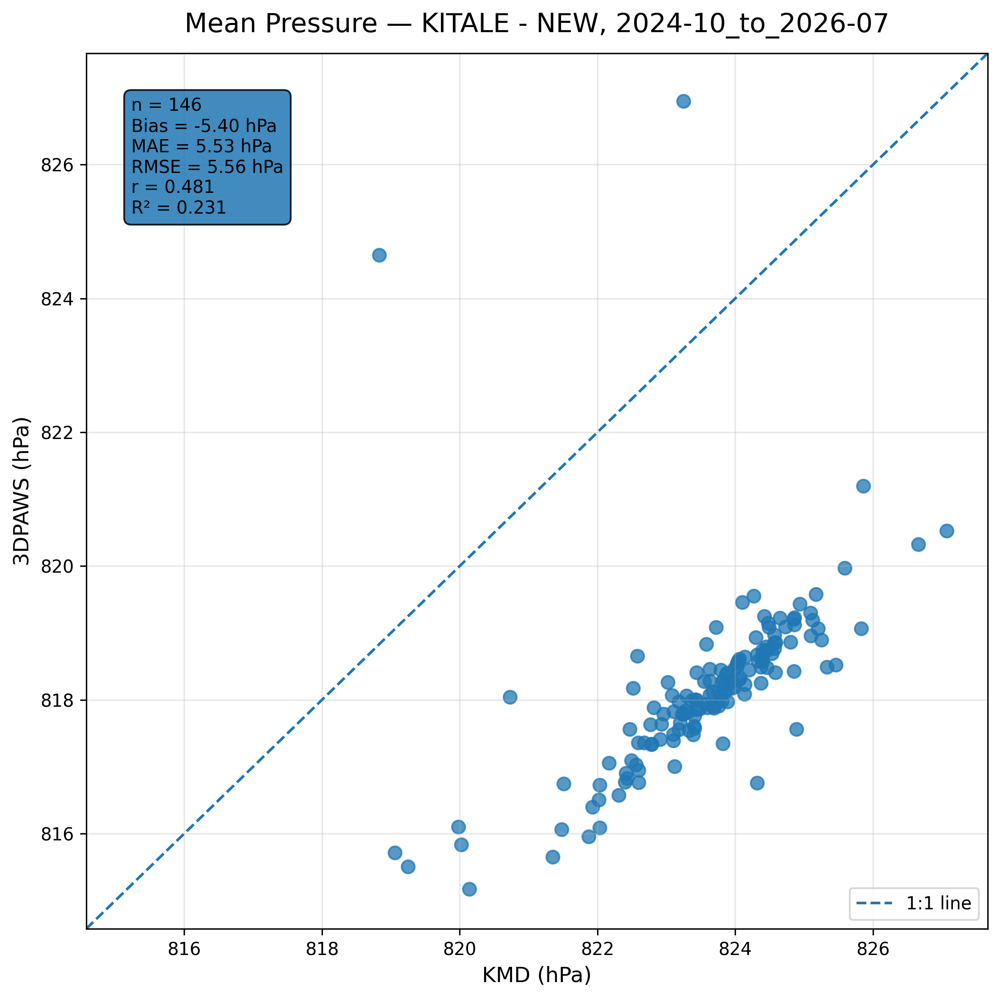 Mean Pressure — KITALE - NEW, 2024-10_to_2026-07
n = 146
Bias = -5.40 hPa
MAE = 5.53 hPa
RMSE = 5.56 hPa
r = 0.481
R² = 0.231
826
824
822
820
818
816
3DPAWS (hPa)
1:1 line
816 818 820 822 824 826
KMD (hPa)